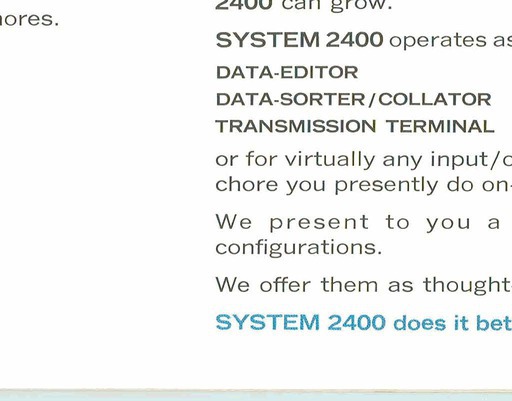 hores.
2400 can grow.
SYSTEM 2400 operates as
DATA-EDITOR
DATA-SORTER/COLLATOR
TRANSMISSION TERMINAL
or for virtually any input/o
chore you presently do on-
We present to you a
configurations.
We offer them as thought-
SYSTEM 2400 does it bet